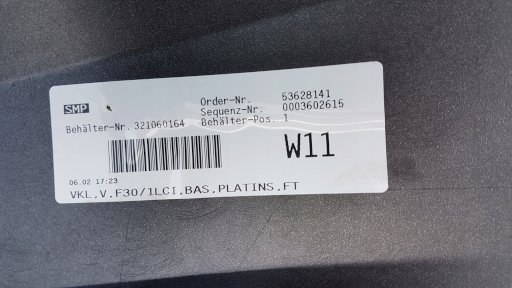 SMP
Order-Nr. 53628141
Sequenz-Nr. 0003602615
Behälter-Nr. 321060164 Behälter-Pos. 1
W11
06.02 17:23
VKL,V,F30/1LCI,BAS,PLATINS,FT